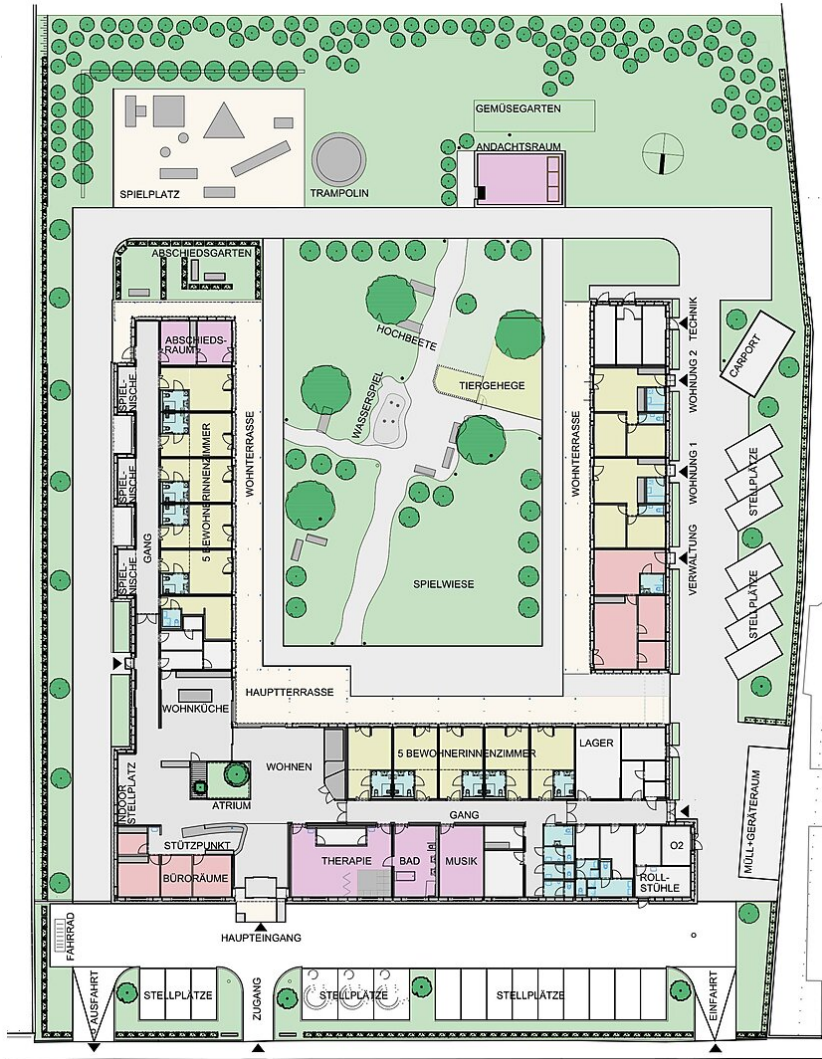 GEMÜSEGARTEN
ANDACHTSRAUM
SPIELPLATZ
TRAMPOLIN
ABSCHIEDSGARTEN
ABSCHIEDS-
RAUM
HOCHBEETE
TIERGEHEGE
WASSERSPIEL
SPIELWIESE
TECHNIK
WOHNUNG 2
WOHNUNG 1
VERWALTUNG
CARPORT
STELLPLÄTZE
STELLPLÄTZE
SPIEL-
NISCHE
SPIEL-
NISCHE
SPIEL-
NISCHE
GANG
5 BEWOHNERINNENZIMMER
WOHNTERRASSE
WOHNTERRASSE
HAUPTTERRASSE
WOHNKÜCHE
WOHNEN
5 BEWOHNERINNENZIMMER
LAGER
INDOOR
STELLPLATZ
ATRIUM
GANG
STÜTZPUNKT
BÜRORÄUME
THERAPIE
BAD
MUSIK
O2
ROLL-
STÜHLE
MÜLL+GERÄTERAUM
HAUPTEINGANG
FAHRRAD
AUSFAHRT
STELLPLÄTZE
ZUGANG
STELLPLÄTZE
STELLPLÄTZE
EINFAHRT